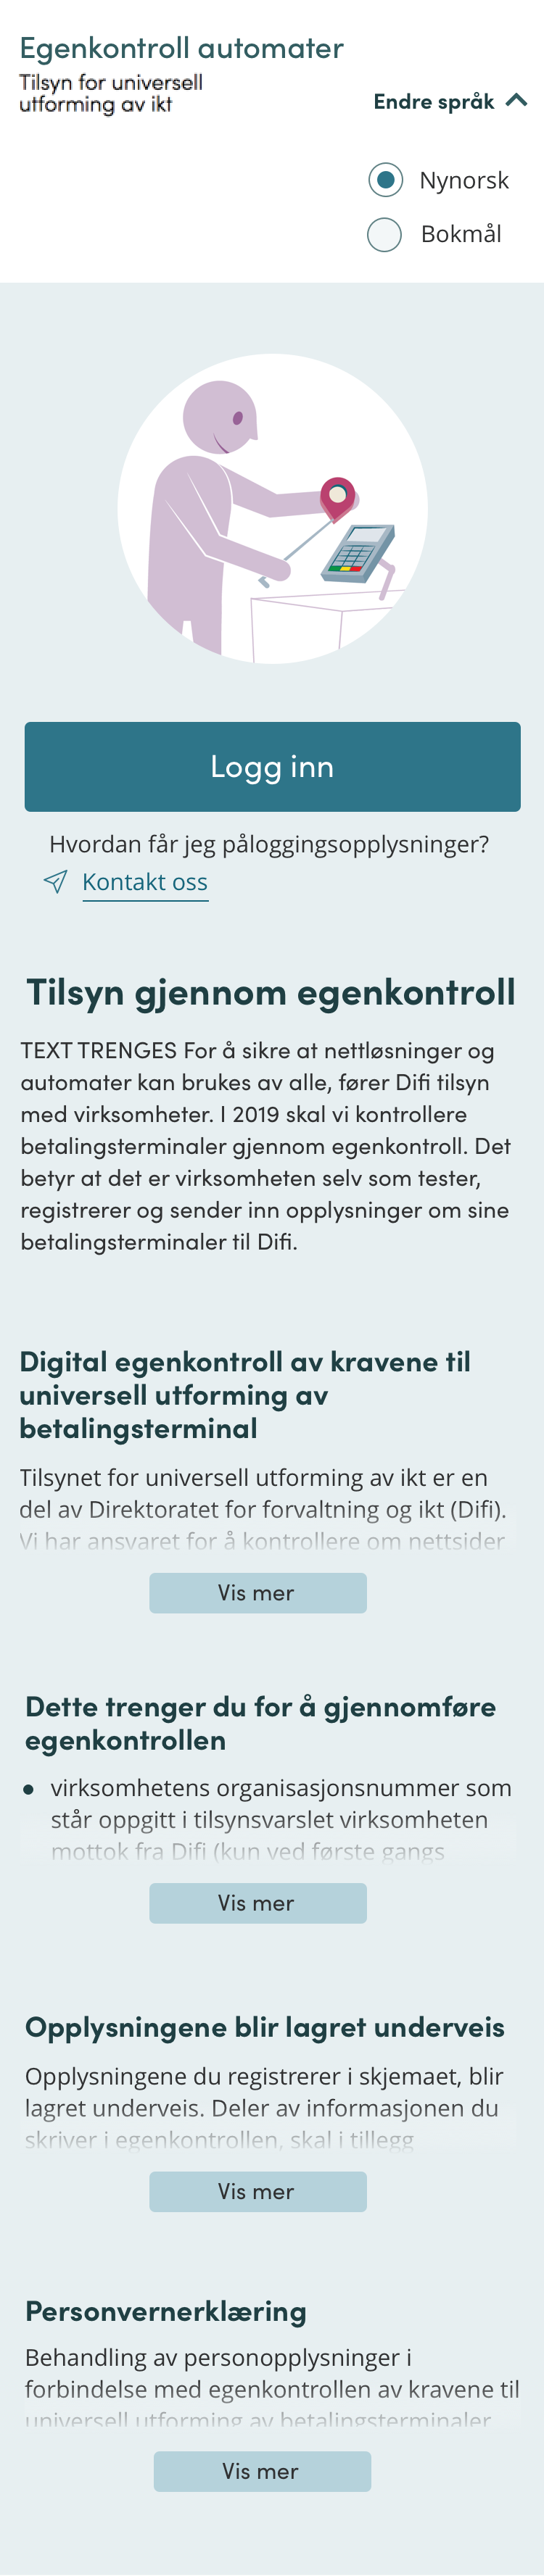 Egenkontroll automater
Tilsyn for universell
utforming av ikt
Endre språk
Nynorsk
Bokmål
Logg inn
Hvordan får jeg påloggingsopplysninger?
Kontakt oss
Tilsyn gjennom egenkontroll
TEXT TRENGES For å sikre at nettløsninger og
automater kan brukes av alle, fører Difi tilsyn
med virksomheter. I 2019 skal vi kontrollere
betalingsterminaler gjennom egenkontroll. Det
betyr at det er virksomheten selv som tester,
registrerer og sender inn opplysninger om sine
betalingsterminaler til Difi.
Digital egenkontroll av kravene til
universell utforming av
betalingsterminal
Tilsynet for universell utforming av ikt er en
del av Direktoratet for forvaltning og ikt (Difi).
Vi har ansvaret for å kontrollere om nettsider
Vis mer
Dette trenger du for å gjennomføre
egenkontrollen
● virksomhetens organisasjonsnummer som
står oppgitt i tilsynsvarslet virksomheten
mottok fra Difi (kun ved første gangs
Vis mer
Opplysningene blir lagret underveis
Opplysningene du registrerer i skjemaet, blir
lagret underveis. Deler av informasjonen du
skriver i egenkontrollen, skal i tillegg
Vis mer
Personvernerklæring
Behandling av personopplysninger i
forbindelse med egenkontrollen av kravene til
universell utforming av betalingsterminaler
Vis mer